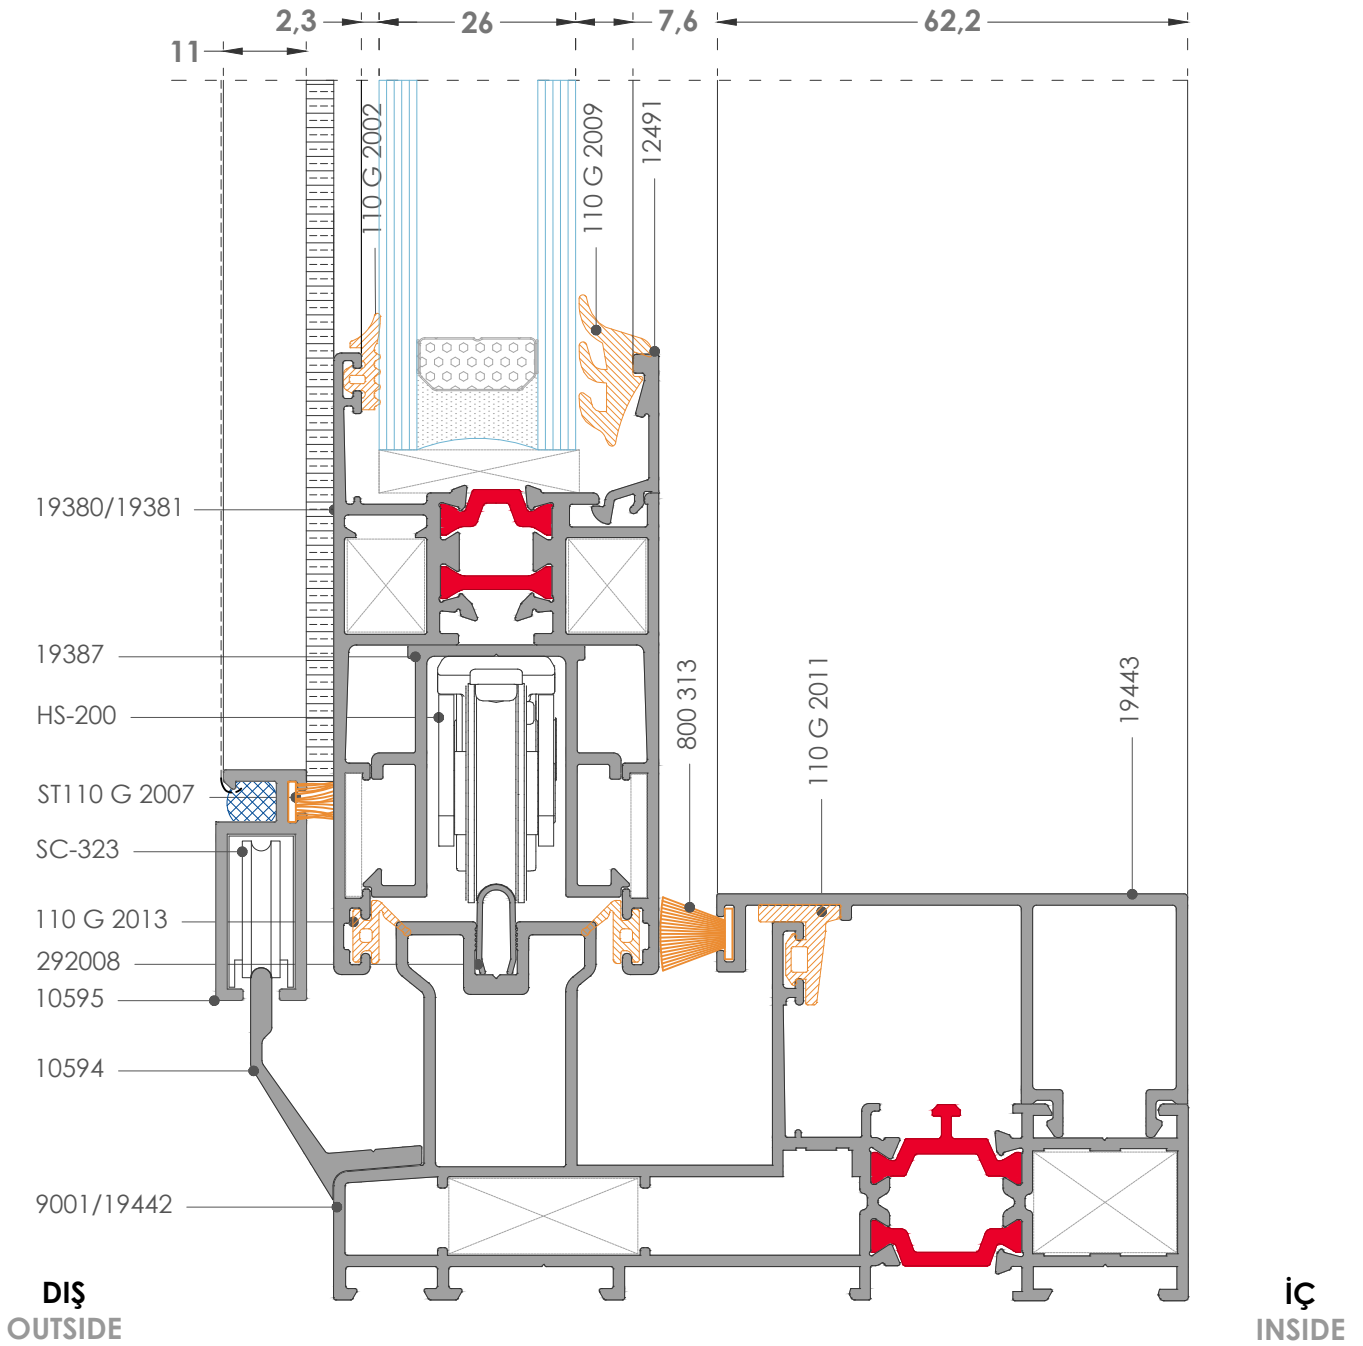 2,3
26
7,6
62,2
11
110 G 2002
110 G 2009
12491
19380/19381
19387
HS-200
800 313
110 G 2011
19443
ST110 G 2007
SC-323
110 G 2013
292008
10595
10594
9001/19442
DIŞ
OUTSIDE
İÇ
INSIDE